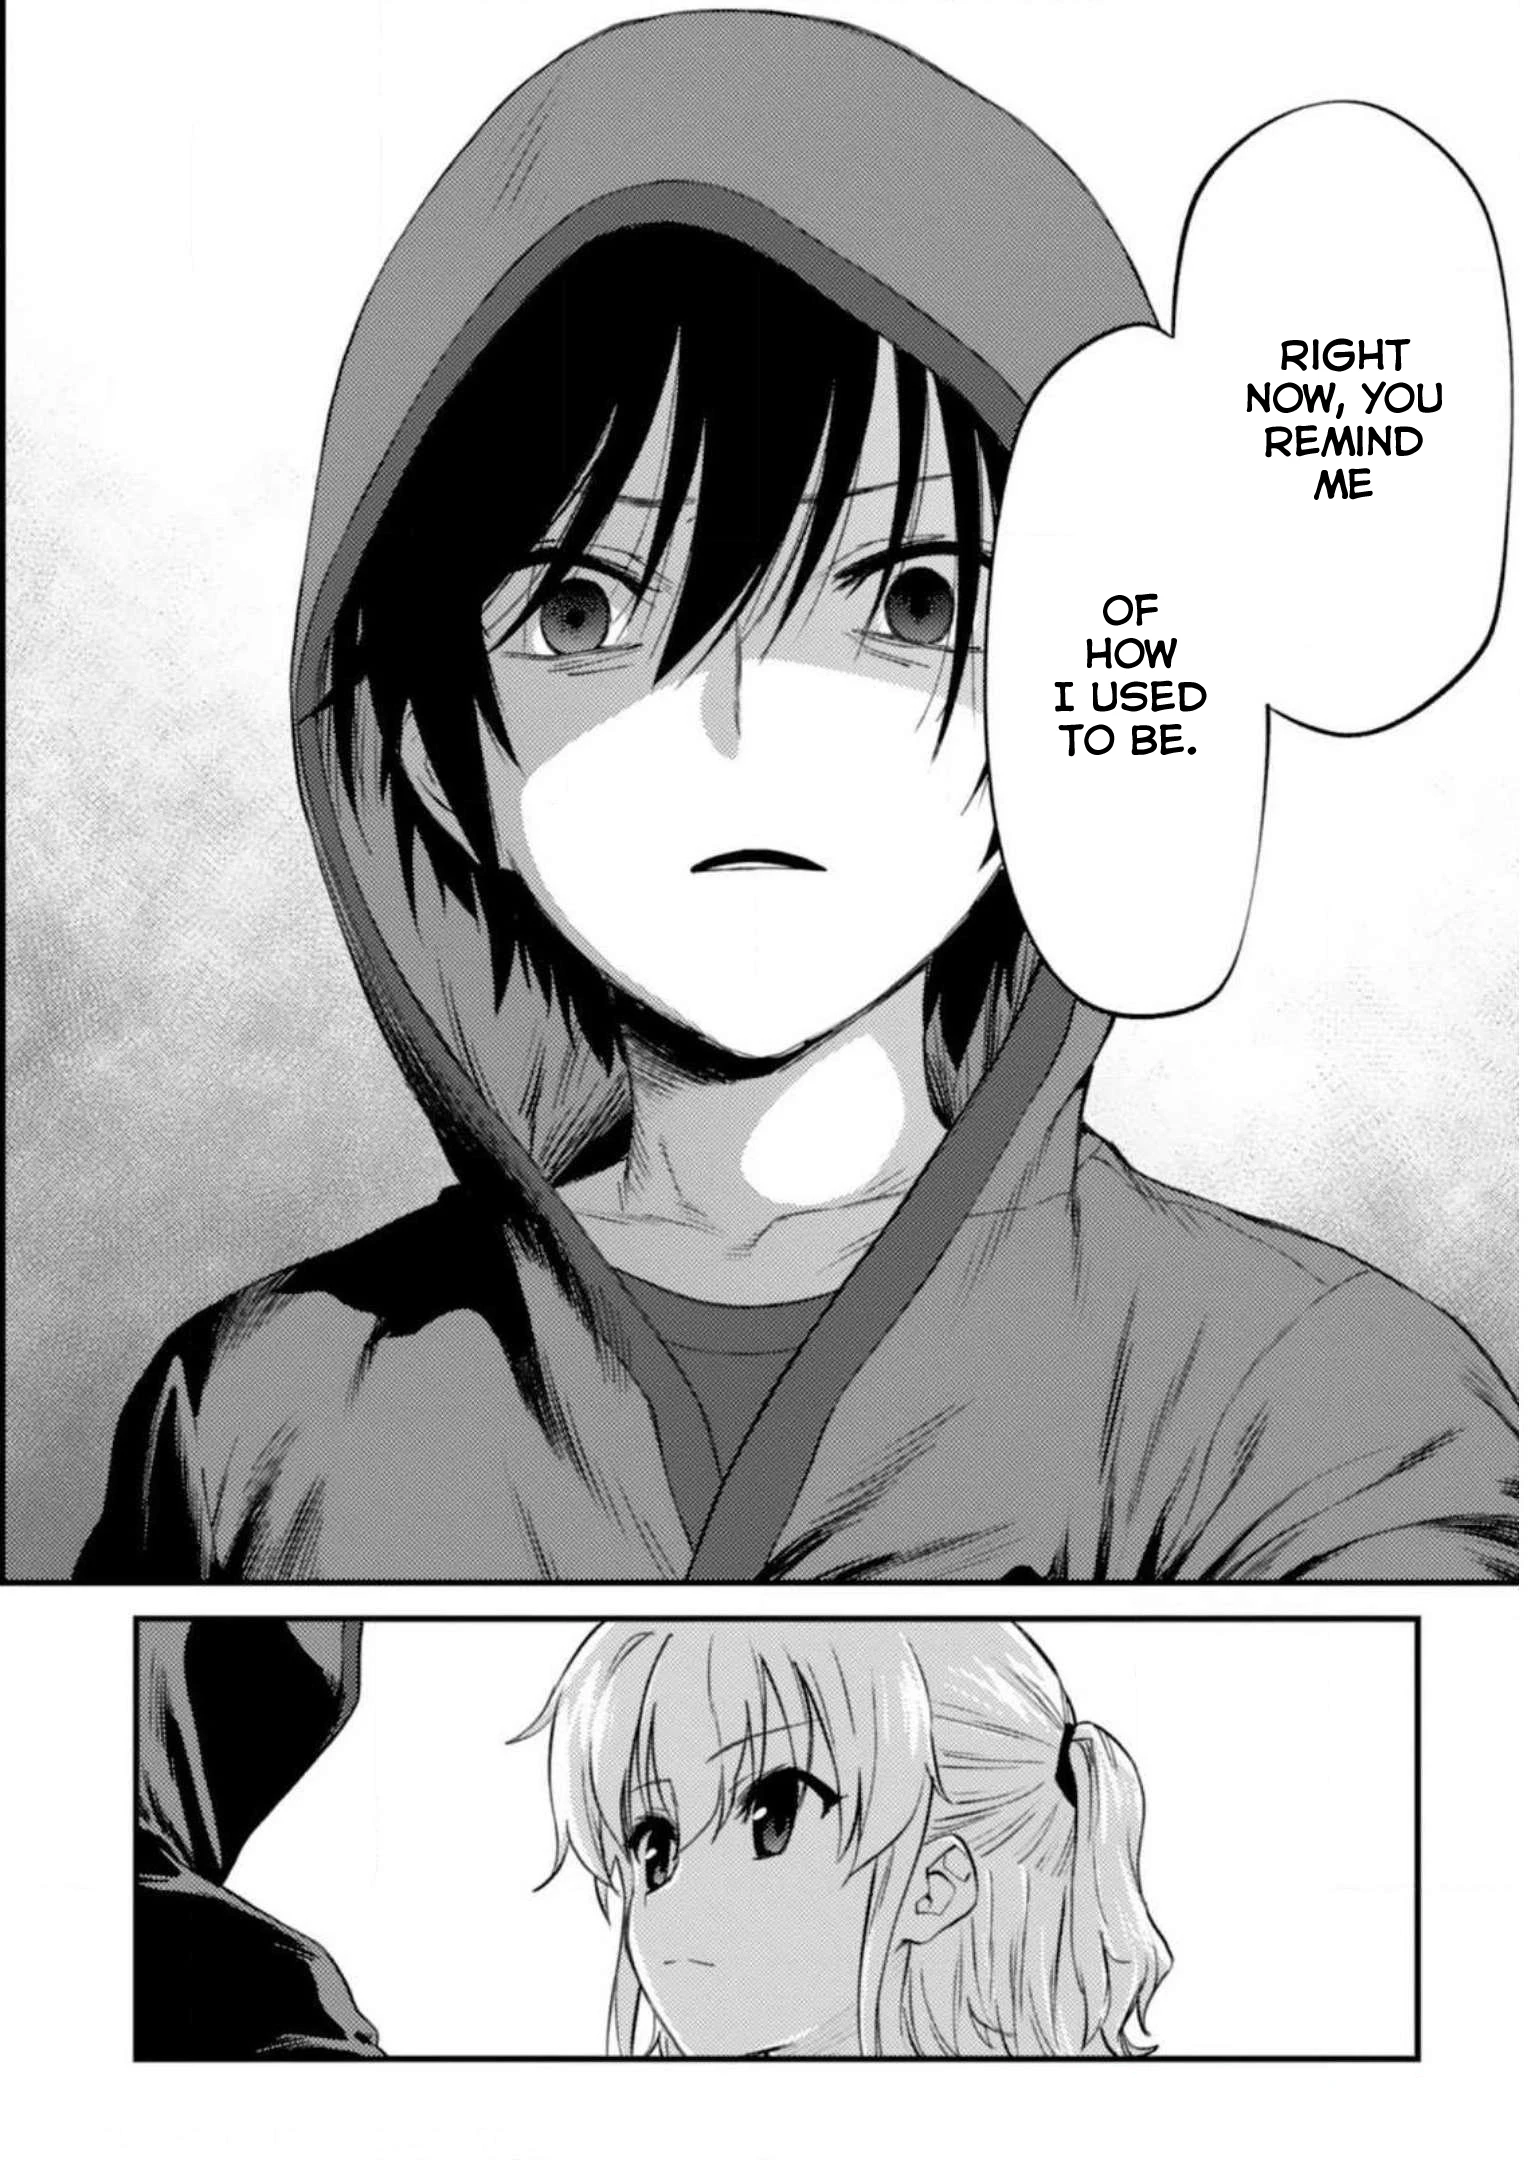 RIGHT
NOW, YOU
REMIND
ME
OF
HOW
I USED
TO BE.